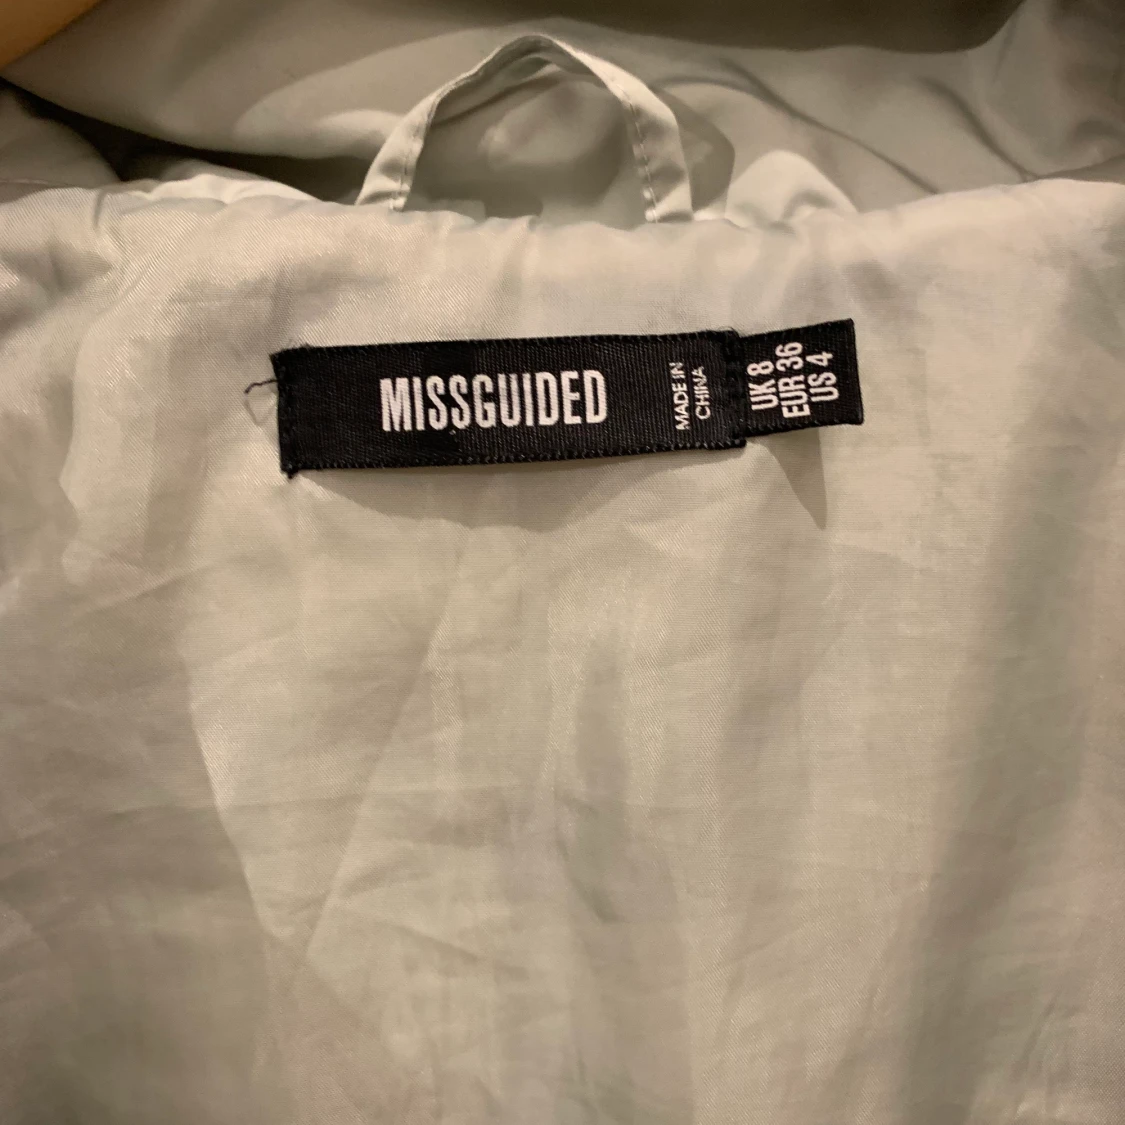 MISSGUIDED
MADE IN
CHINA
UK 8
EUR 36
US 4